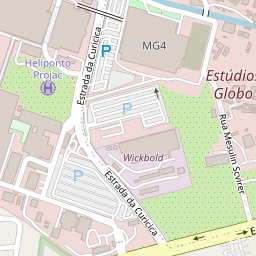 Estrada da Curicica
P
MG4
Heliponto
Projac
H
Estúdios
Globo
P
Rua Mesulin Scvirer
Wickbold
P
Estrada da Curicica
E